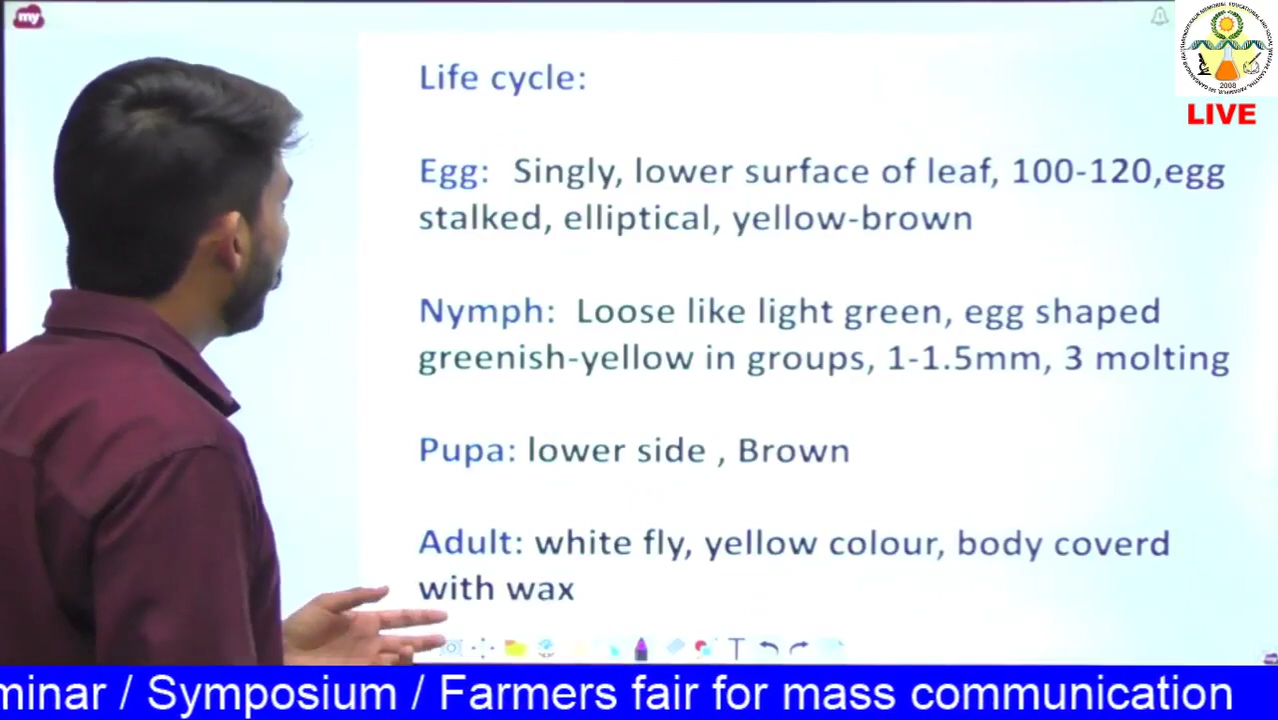 my
2008
LIVE
Life cycle:
Egg: Singly, lower surface of leaf, 100-120,egg
stalked, elliptical, yellow-brown
Nymph: Loose like light green, egg shaped
greenish-yellow in groups, 1-1.5mm, 3 molting
Pupa: lower side , Brown
Adult: white fly, yellow colour, body coverd
with wax
T
minar / Symposium / Farmers fair for mass communication